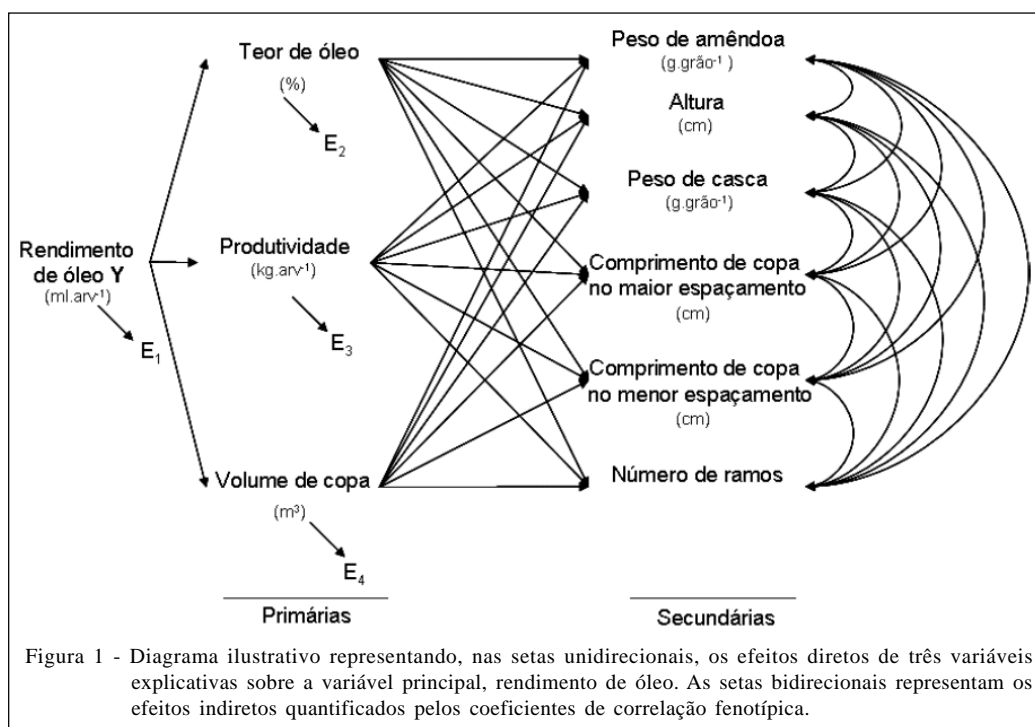 Teor de óleo
(%)
E2
Rendimento
de óleo Y
(ml.arv-1)
E1
Produtividade
(kg.arv-1)
E3
Volume de copa
(m³)
E4
Primárias
Peso de amêndoa
(g.grão-1 )
Altura
(cm)
Peso de casca
(g.grão-1)
Comprimento de copa
no maior espaçamento
(cm)
Comprimento de copa
no menor espaçamento
(cm)
Número de ramos
Secundárias
Figura 1 - Diagrama ilustrativo representando, nas setas unidirecionais, os efeitos diretos de três variáveis
explicativas sobre a variável principal, rendimento de óleo. As setas bidirecionais representam os
efeitos indiretos quantificados pelos coeficientes de correlação fenotípica.